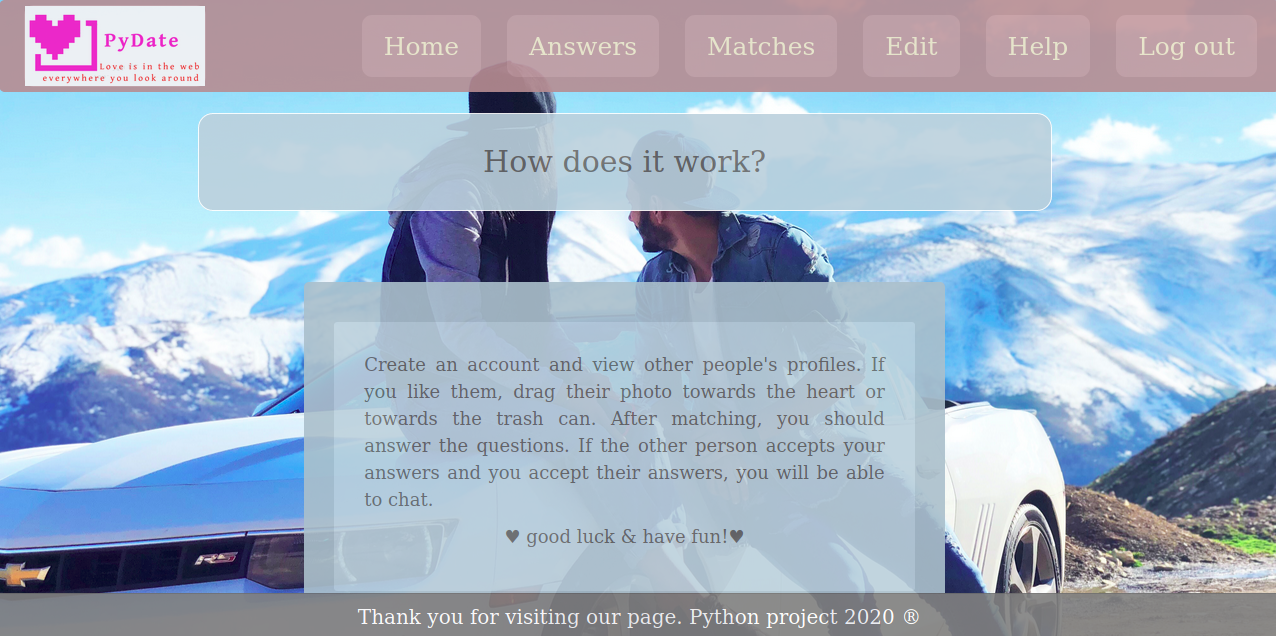 PyDate
Love is in the web
everywhere you look around
Home Answers Matches Edit Help Log out
How does it work?
Create an account and view other people's profiles. If
you like them, drag their photo towards the heart or
towards the trash can. After matching, you should
answer the questions. If the other person accepts your
answers and you accept their answers, you will be able
to chat.
♥ good luck & have fun!♥
RS
Thank you for visiting our page. Python project 2020 ®